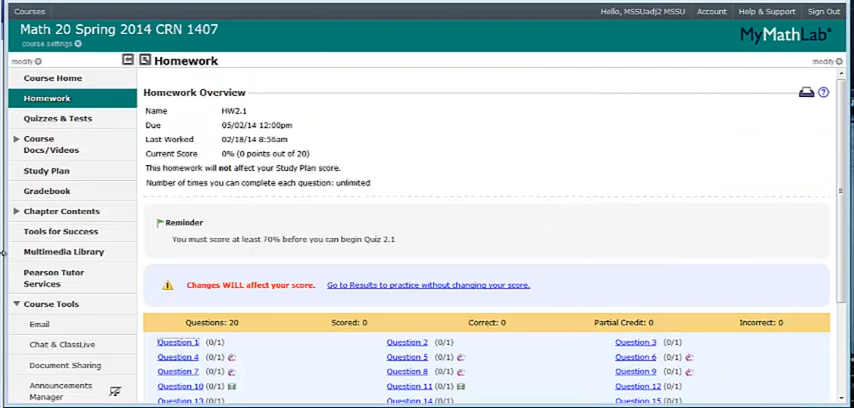 Courses
Hello, MSSUadj2 MSSU Account Help & Support Sign Out
Math 20 Spring 2014 CRN 1407
course settings
MyMathLab
modify
Homework
modify
Course Home
Homework
Quizzes & Tests
Course
Docs/Videos
Study Plan
Gradebook
Chapter Contents
Tools for Success
Multimedia Library
Pearson Tutor
Services
Course Tools
Email
Chat & ClassLive
Document Sharing
Announcements
Manager
Homework Overview
Name HW2.1
Due 05/02/14 12:00pm
Last Worked 02/18/14 8:56am
Current Score 0% (0 points out of 20)
This homework will not affect your Study Plan score.
Number of times you can complete each question: unlimited
Reminder
You must score at least 70% before you can begin Quiz 2.1
Changes WILL affect your score. Go to Results to practice without changing your score.
Questions: 20 Scored: 0 Correct: 0 Partial Credit: 0 Incorrect: 0
Question 1 (0/1) Question 2 (0/1) Question 3 (0/1)
Question 4 (0/1) Question 5 (0/1) Question 6 (0/1)
Question 7 (0/1) Question 8 (0/1) Question 9 (0/1)
Question 10 (0/1) Question 11 (0/1) Question 12 (0/1)
Question 13 (0/1) Question 14 (0/1) Question 15 (0/1)